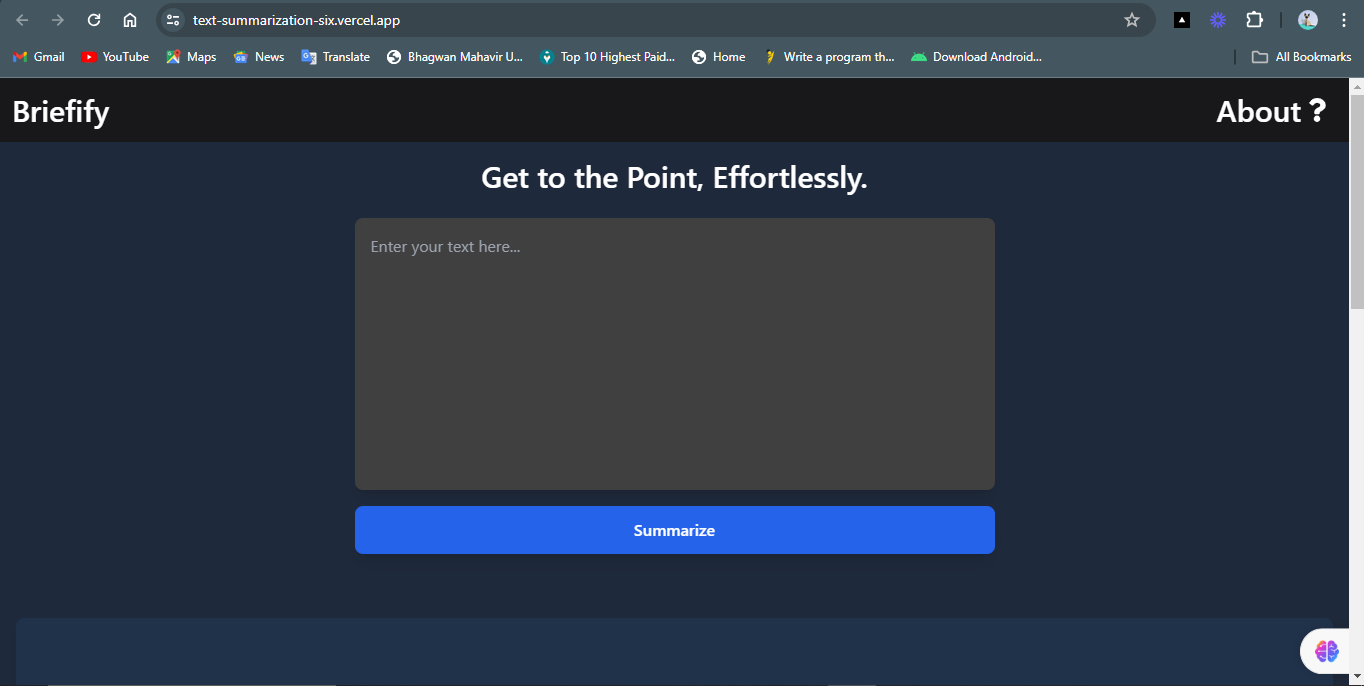 text-summarization-six.vercel.app
Gmail YouTube Maps News Translate Bhagwan Mahavir U... Top 10 Highest Paid... Home Write a program th... Download Android... All Bookmarks
Briefify About ?
Get to the Point, Effortlessly.
Enter your text here...
Summarize